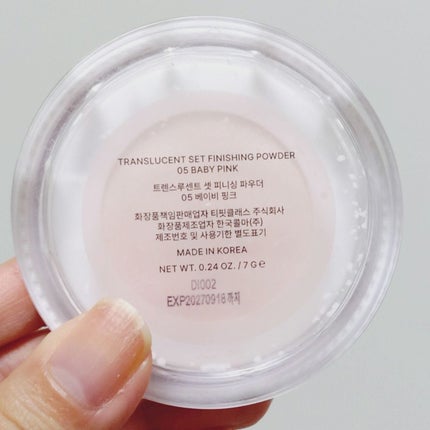 TRANSLUCENT SET FINISHING POWDER
05 BABY PINK
트렌스루센트 셋 피니싱 파우더
05 베이비 핑크
화장품책임판매업자 티핏클래스 주식회사
화장품제조업자 한국콜마(주)
제조번호 및 사용기한 별도표기
MADE IN KOREA
NET WT. 0.24 OZ. / 7 G ℮
DI002
EXP20270918까지